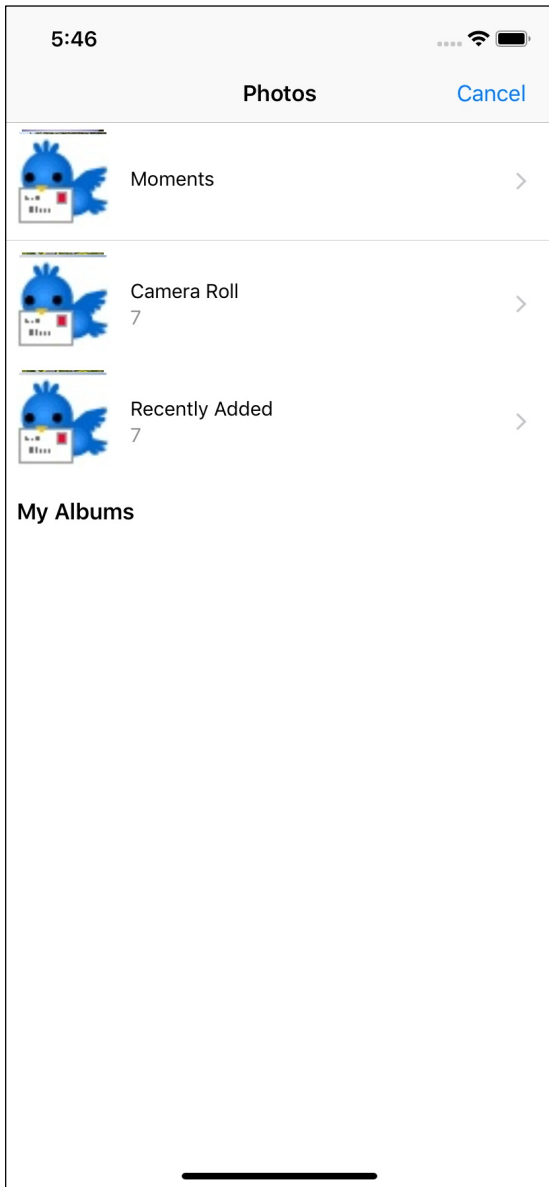 5:46
Photos
Cancel
Moments
Camera Roll
7
Recently Added
7
My Albums